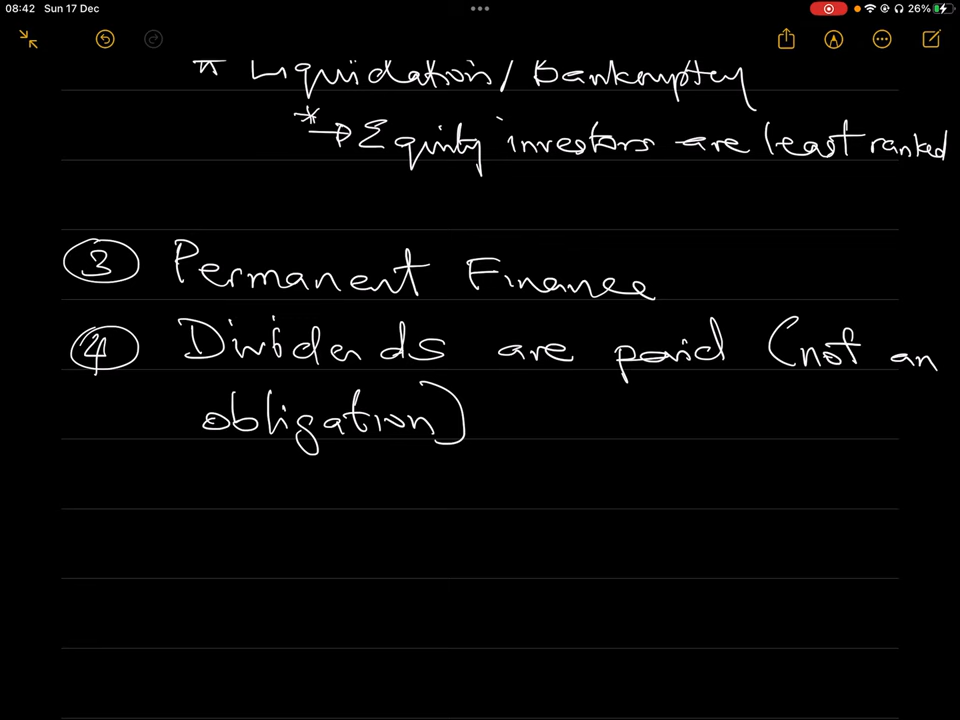 08:42 Sun 17 Dec
26%
* Liquidation / Bankruptcy
* → Equity investors are least ranked
③ Permanent Finance
④ Dividends are paid (not an
obligation)